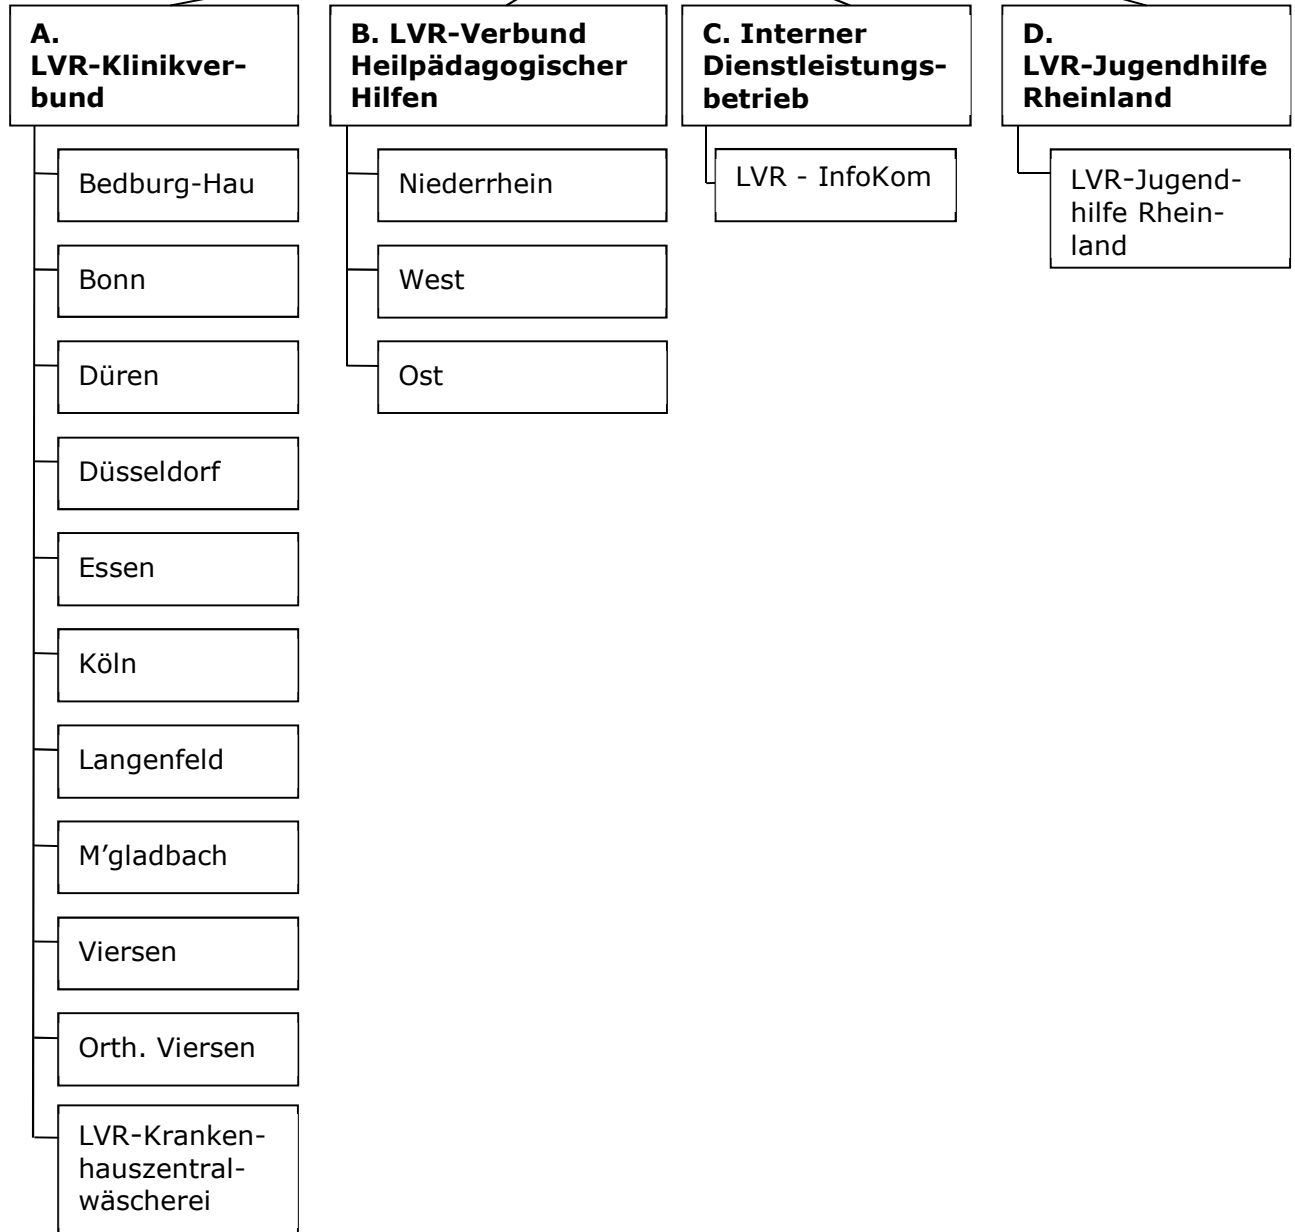 A.
LVR-Klinikver-
bund
Bedburg-Hau
Bonn
Düren
Düsseldorf
Essen
Köln
Langenfeld
M’gladbach
Viersen
Orth. Viersen
LVR-Kranken-
hauszentral-
wäscherei
B. LVR-Verbund
Heilpädagogischer
Hilfen
Niederrhein
West
Ost
C. Interner
Dienstleistungs-
betrieb
LVR - InfoKom
D.
LVR-Jugendhilfe
Rheinland
LVR-Jugend-
hilfe Rhein-
land